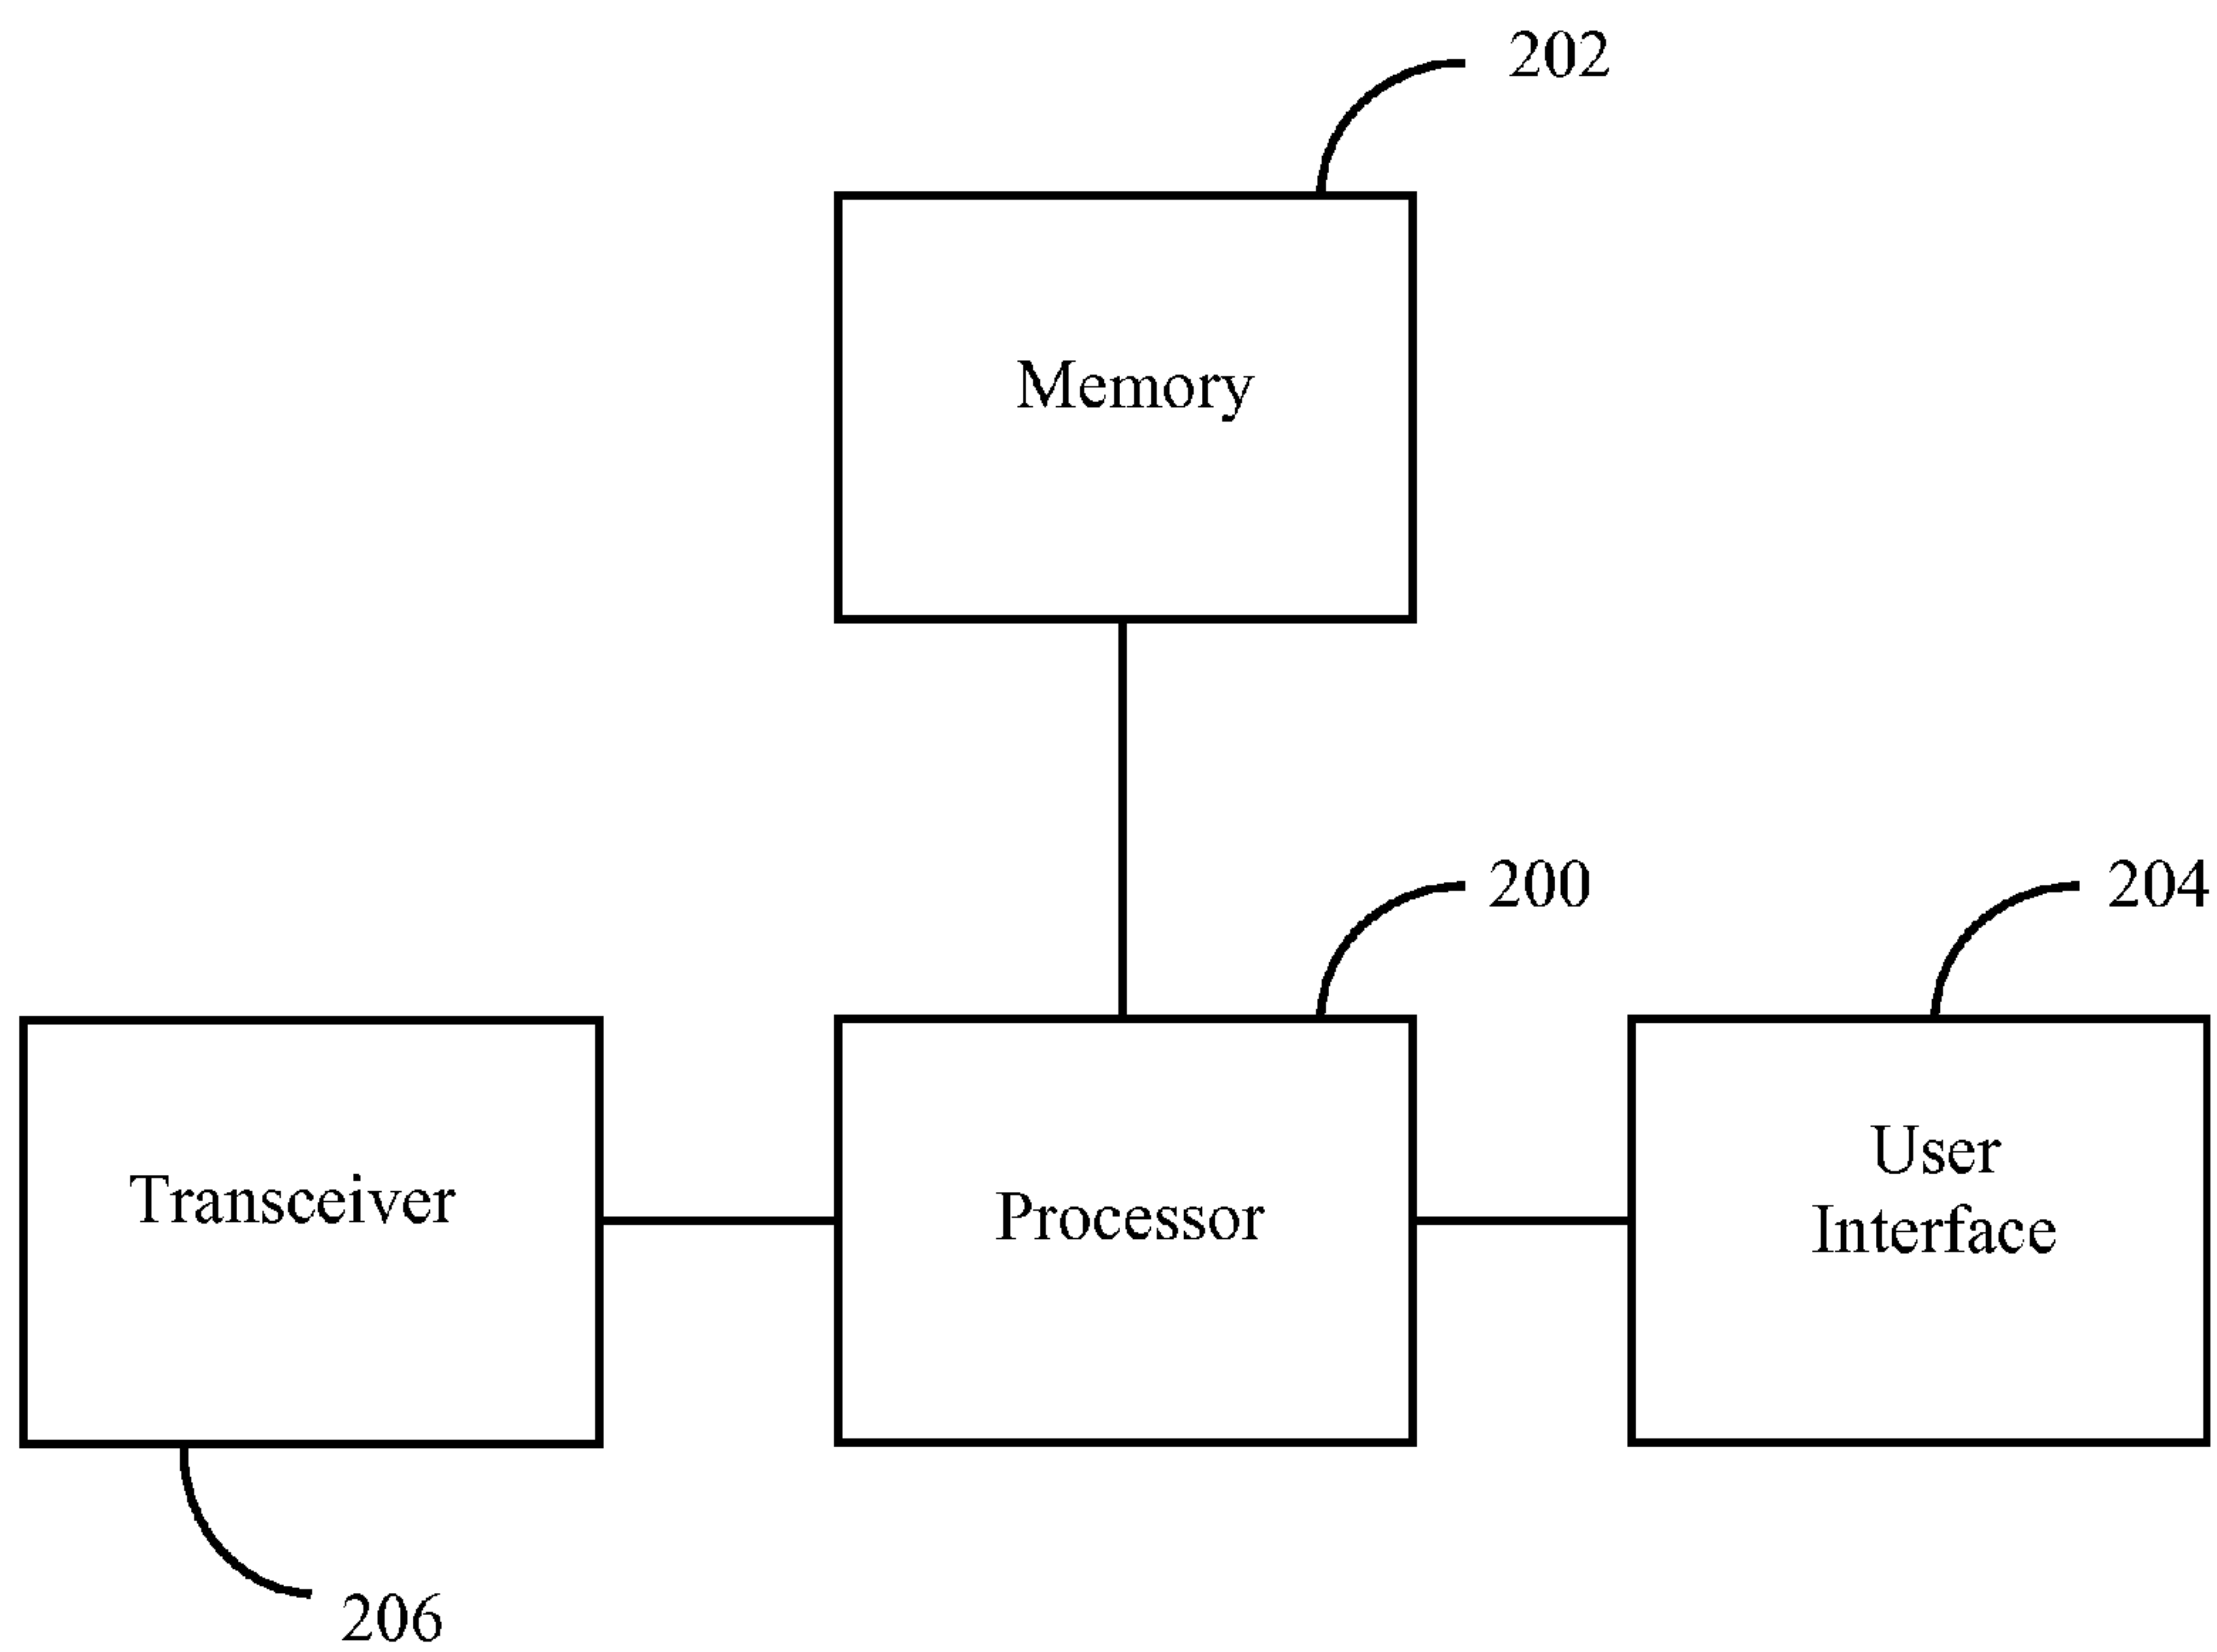 202
Memory
200
204
Transceiver
Processor
User
Interface
206